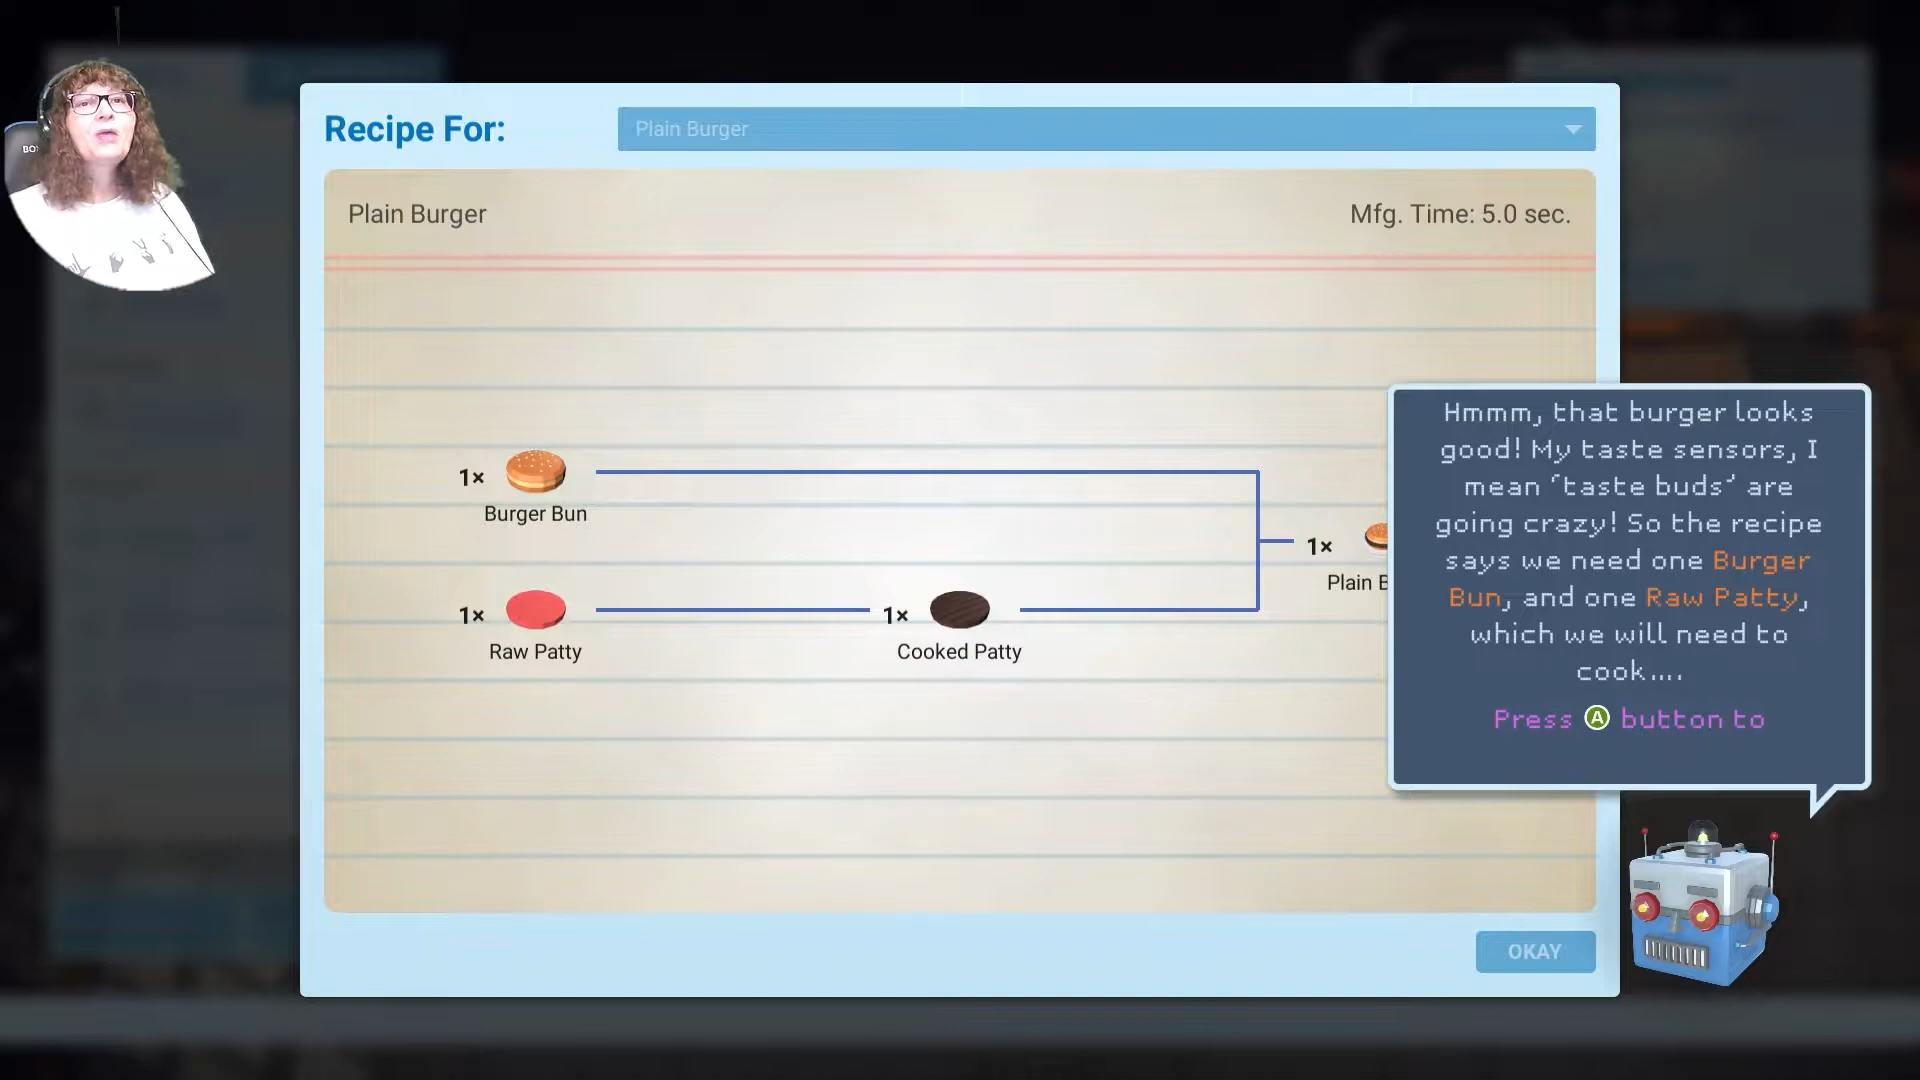 Recipe For:
Plain Burger
Plain Burger
Mfg. Time: 5.0 sec.
1×
Burger Bun
1×
Raw Patty
1×
Cooked Patty
1×
Plain B
Hmmm, that burger looks
good! My taste sensors, I
mean ‘taste buds’ are
going crazy! So the recipe
says we need one Burger
Bun, and one Raw Patty,
which we will need to
cook....
Press A button to
OKAY
BO